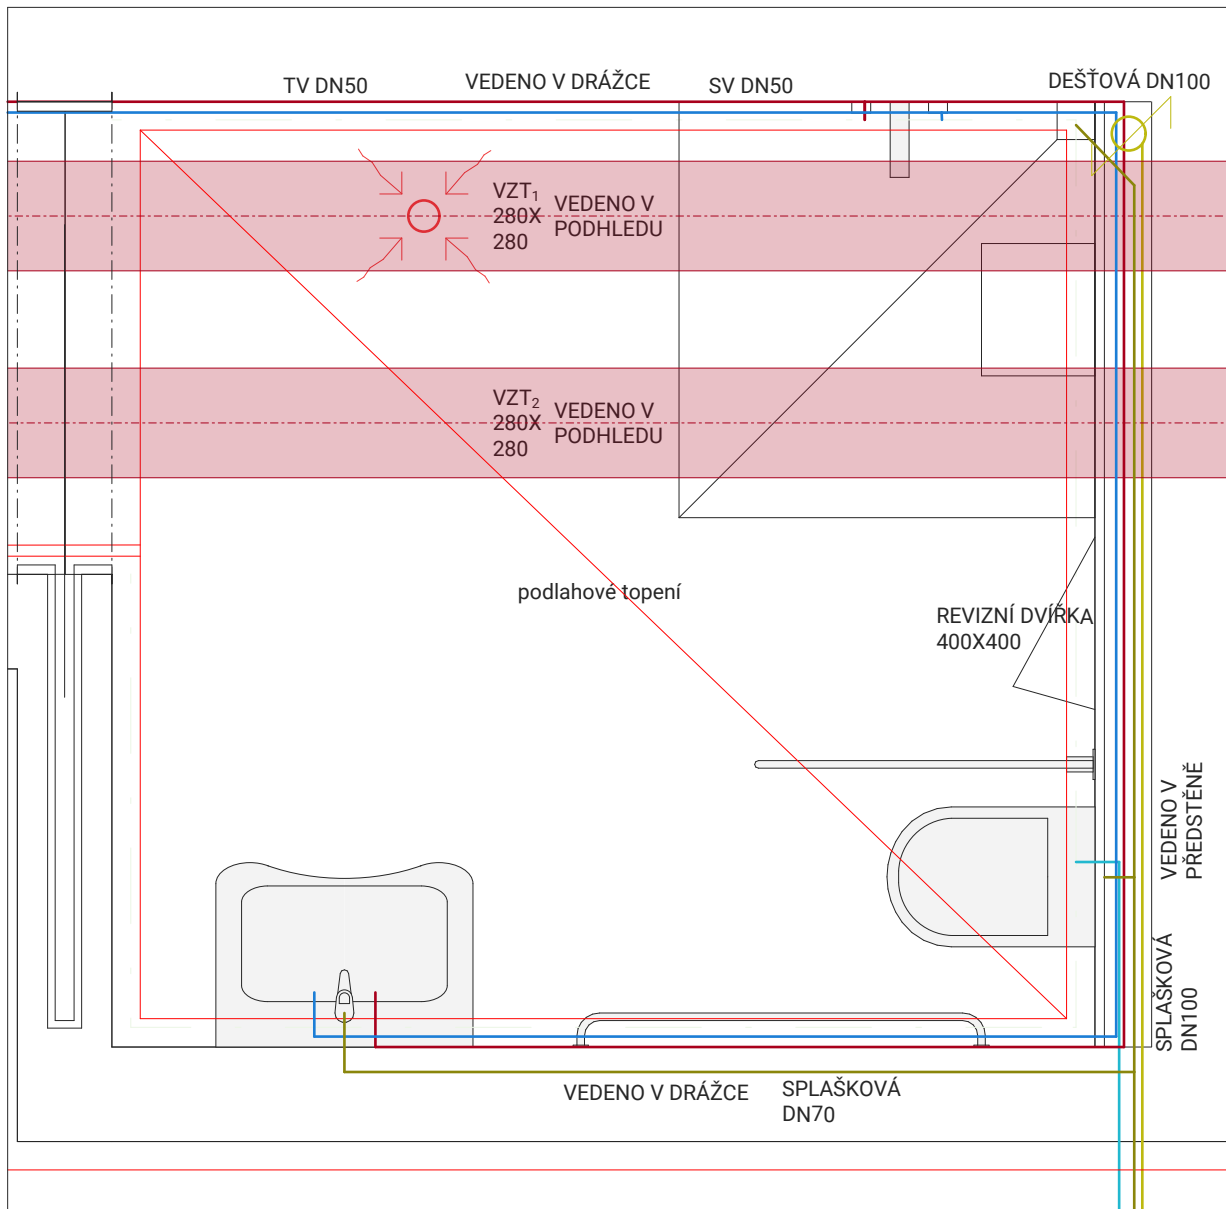 TV DN50
VEDENO V DRÁŽCE
SV DN50
DEŠŤOVÁ DN100
VZT₁
280X
280
VEDENO V
PODHLEDU
VZT₂
280X
280
VEDENO V
PODHLEDU
podlahové topení
REVIZNÍ DVÍŘKA
400X400
VEDENO V
PŘEDSTĚNĚ
SPLAŠKOVÁ
DN100
VEDENO V DRÁŽCE
SPLAŠKOVÁ
DN70